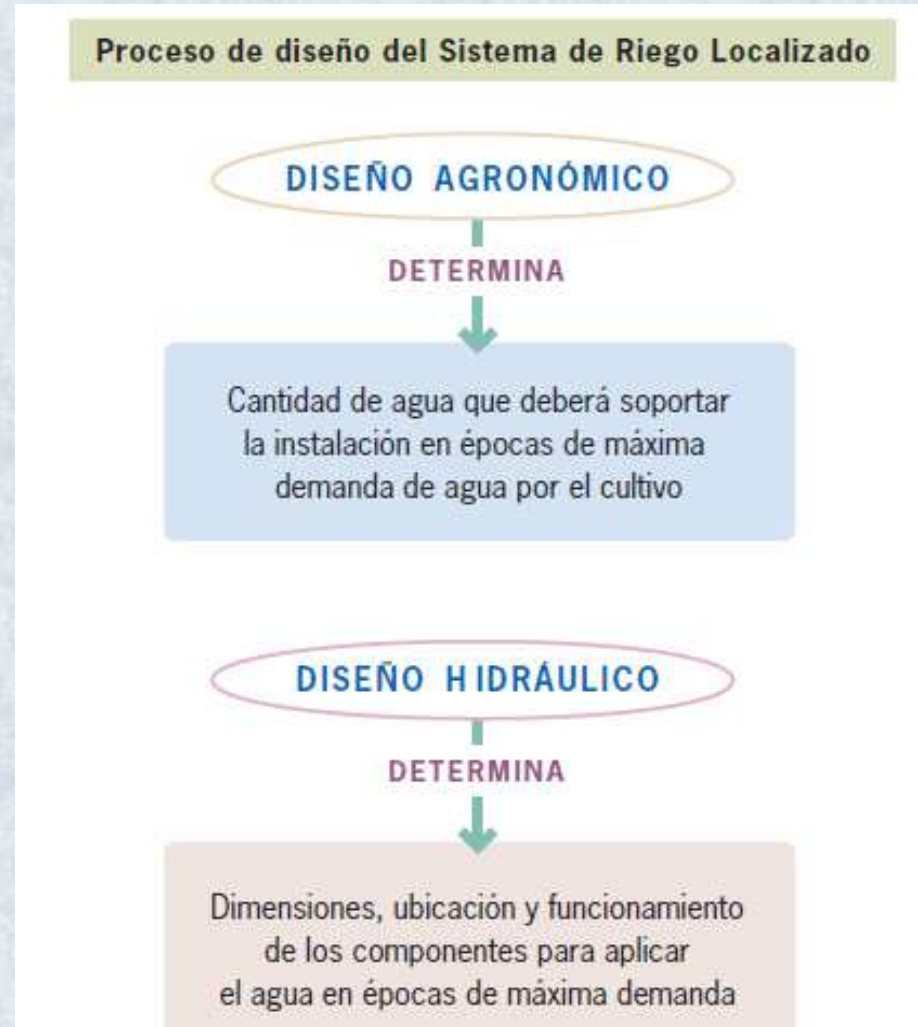 Proceso de diseño del Sistema de Riego Localizado
DISEÑO AGRONÓMICO
DETERMINA
Cantidad de agua que deberá soportar
la instalación en épocas de máxima
demanda de agua por el cultivo
DISEÑO HIDRÁULICO
DETERMINA
Dimensiones, ubicación y funcionamiento
de los componentes para aplicar
el agua en épocas de máxima demanda